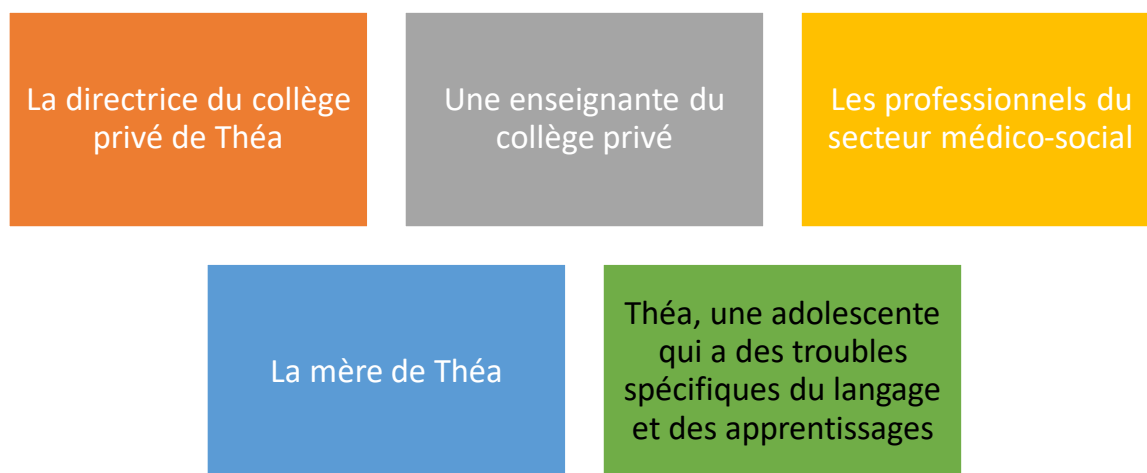 La directrice du collège
privé de Théa
Une enseignante du
collège privé
Les professionnels du
secteur médico-social
La mère de Théa
Théa, une adolescente
qui a des troubles
spécifiques du langage
et des apprentissages